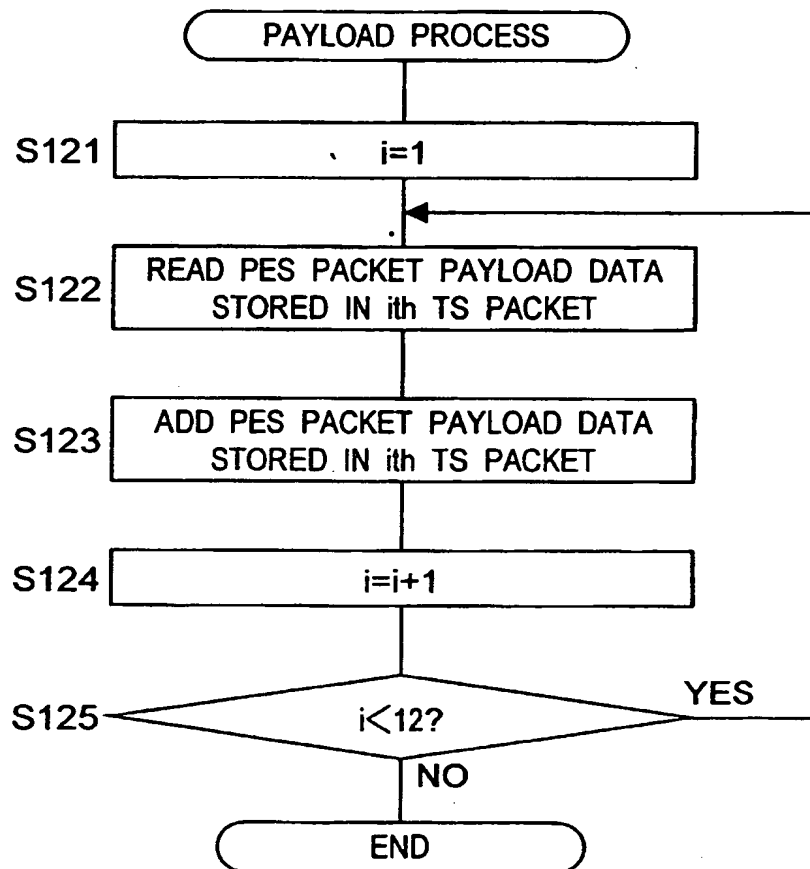 PAYLOAD PROCESS
S121
i=1
S122
READ PES PACKET PAYLOAD DATA
STORED IN ith TS PACKET
S123
ADD PES PACKET PAYLOAD DATA
STORED IN ith TS PACKET
S124
i=i+1
S125
i<12?
YES
NO
END